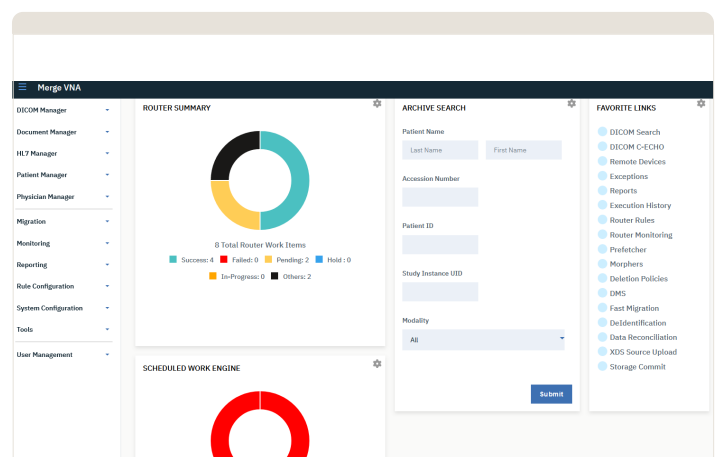 Merge VNA
DICOM Manager
Document Manager
HL7 Manager
Patient Manager
Physician Manager
Migration
Monitoring
Reporting
Rule Configuration
System Configuration
Tools
User Management
ROUTER SUMMARY
8 Total Router Work Items
Success: 4 Failed: 0 Pending: 2 Hold : 0
In-Progress: 0 Others: 2
SCHEDULED WORK ENGINE
ARCHIVE SEARCH
Patient Name
Last Name First Name
Accession Number
Patient ID
Study Instance UID
Modality
All
Submit
FAVORITE LINKS
DICOM Search
DICOM C-ECHO
Remote Devices
Exceptions
Reports
Execution History
Router Rules
Router Monitoring
Prefetcher
Morphers
Deletion Policies
DMS
Fast Migration
DeIdentification
Data Reconciliation
XDS Source Upload
Storage Commit